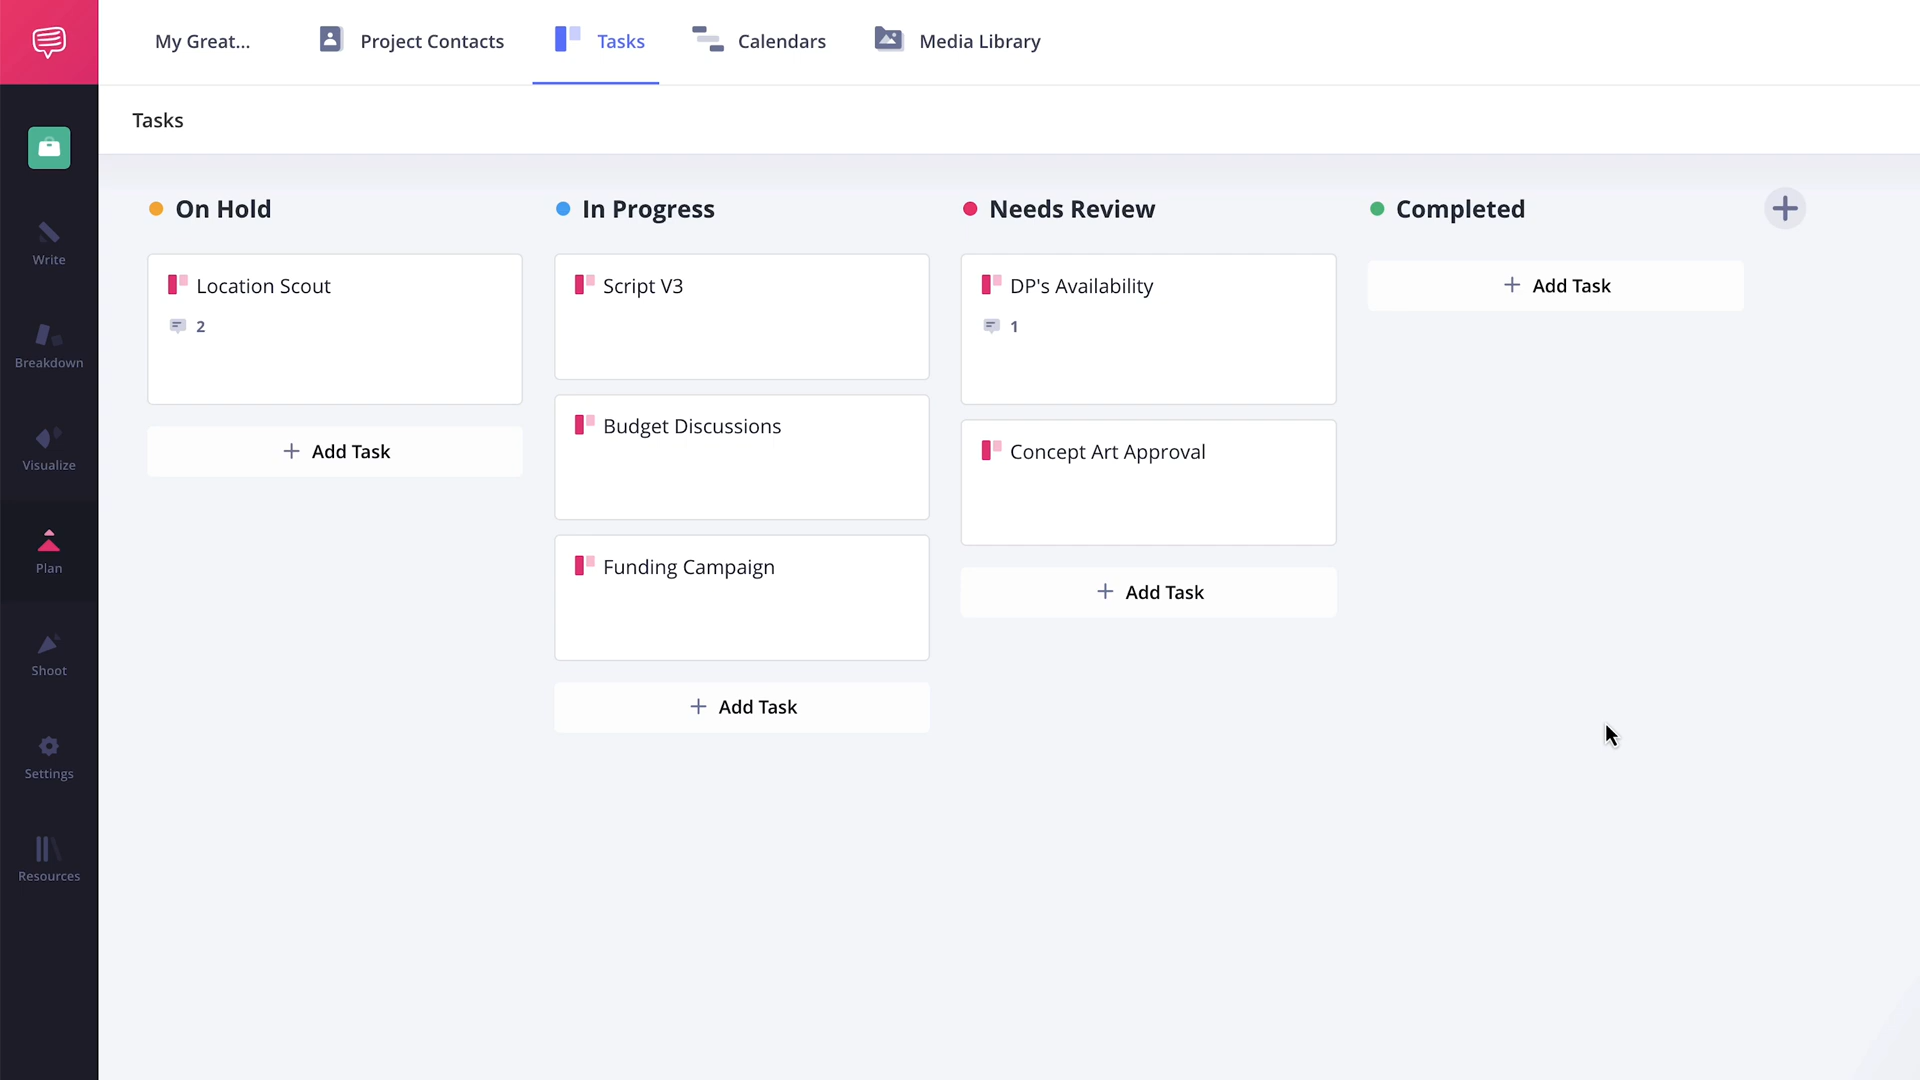 My Great...
Project Contacts
Tasks
Calendars
Media Library
Tasks
Write
Breakdown
Visualize
Plan
Shoot
Settings
Resources
On Hold
Location Scout
2
Add Task
In Progress
Script V3
Budget Discussions
Funding Campaign
Add Task
Needs Review
DP's Availability
1
Concept Art Approval
Add Task
Completed
Add Task